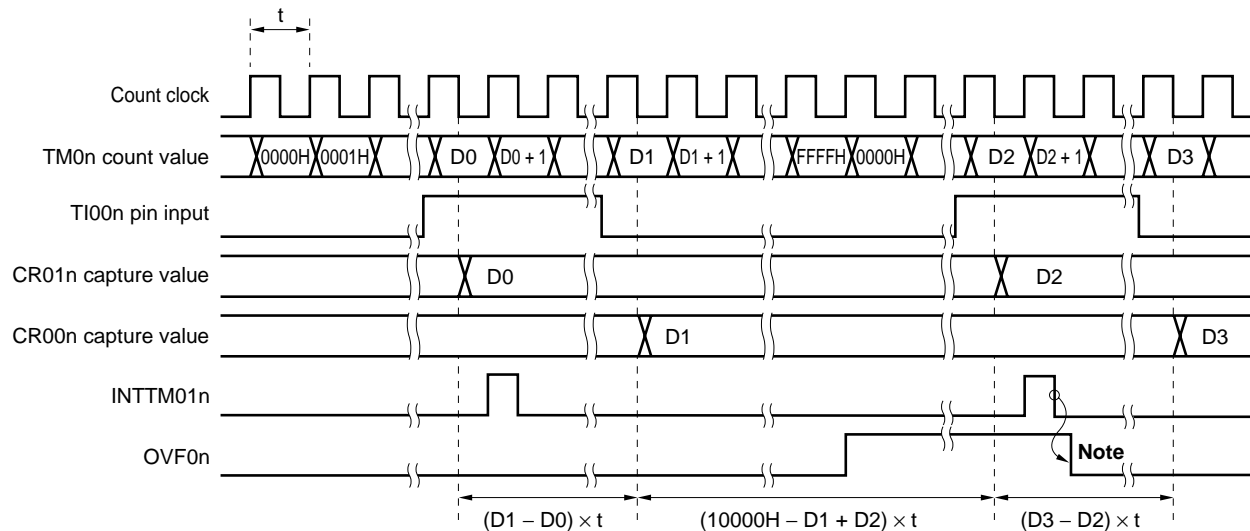 t
Count clock
TM0n count value 0000H 0001H D0 D0 + 1 D1 D1 + 1 FFFFH 0000H D2 D2 + 1 D3
TI00n pin input
CR01n capture value D0 D2
CR00n capture value D1 D3
INTTM01n
OVF0n Note
(D1 – D0) × t (10000H – D1 + D2) × t (D3 – D2) × t